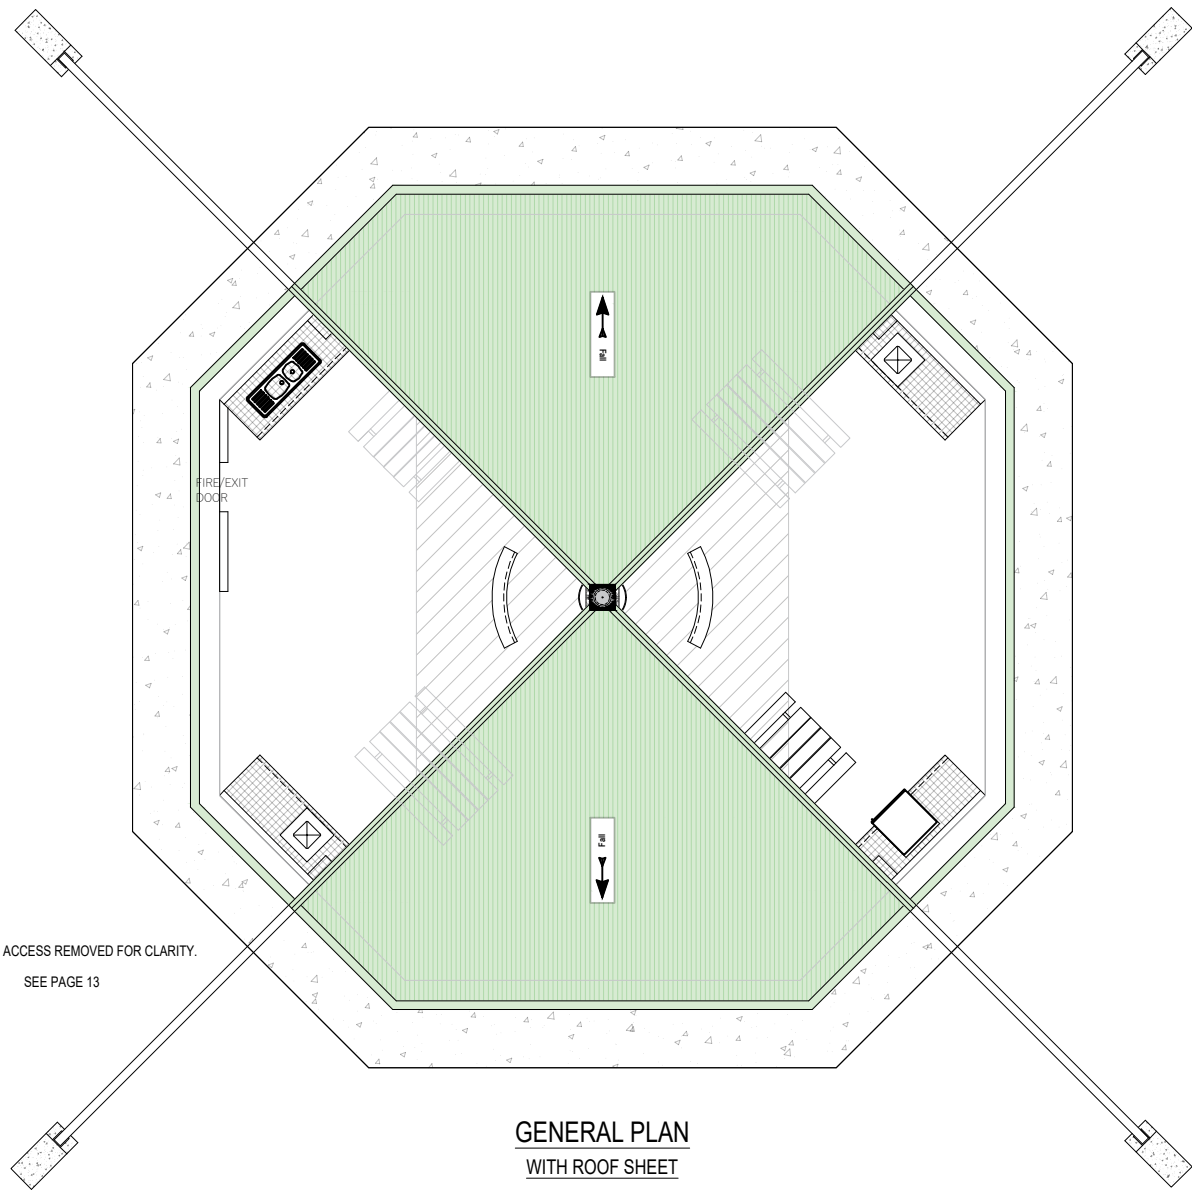 Fall
FIRE/EXIT
DOOR
Fall
ACCESS REMOVED FOR CLARITY.
SEE PAGE 13
GENERAL PLAN
WITH ROOF SHEET